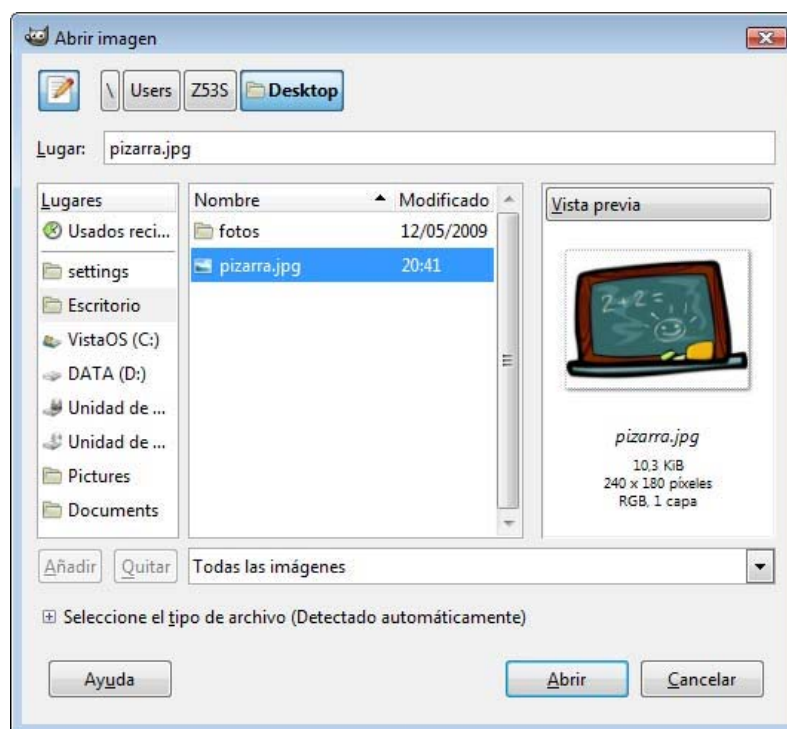 Abrir imagen
\ Users Z53S Desktop
Lugar: pizarra.jpg
Lugares
Usados reci...
settings
Escritorio
VistaOS (C:)
DATA (D:)
Unidad de ...
Unidad de ...
Pictures
Documents
Nombre Modificado
fotos 12/05/2009
pizarra.jpg 20:41
Vista previa
2+2=
pizarra.jpg
10,3 KiB
240 x 180 píxeles
RGB, 1 capa
Añadir Quitar Todas las imágenes
Seleccione el tipo de archivo (Detectado automáticamente)
Ayuda Abrir Cancelar